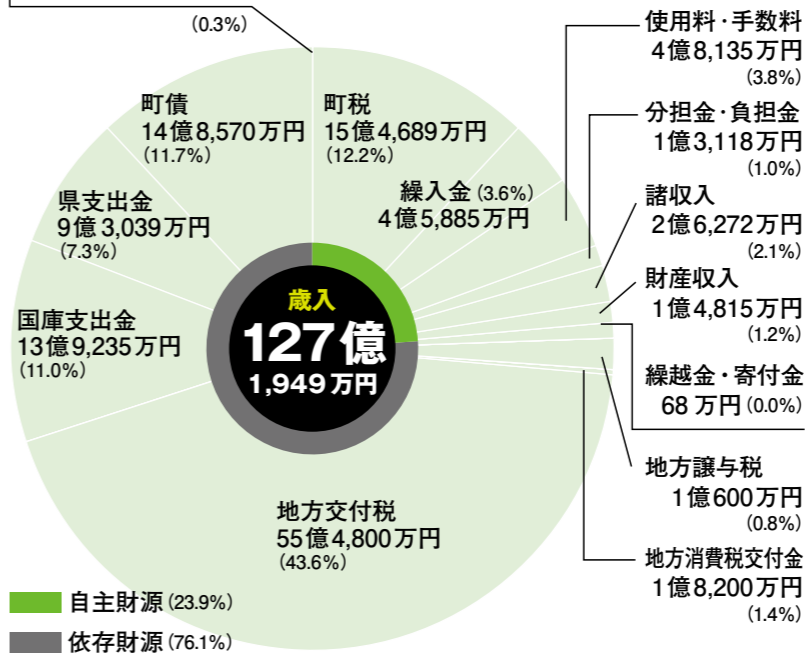 (0.3%)
町債
14億8,570万円
(11.7%)
町税
15億4,689万円
(12.2%)
繰入金(3.6%)
4億5,885万円
県支出金
9億3,039万円
(7.3%)
国庫支出金
13億9,235万円
(11.0%)
歳入
127億
1,949万円
地方交付税
55億4,800万円
(43.6%)
使用料・手数料
4億8,135万円
(3.8%)
分担金・負担金
1億3,118万円
(1.0%)
諸収入
2億6,272万円
(2.1%)
財産収入
1億4,815万円
(1.2%)
繰越金・寄付金
68万円(0.0%)
地方譲与税
1億600万円
(0.8%)
地方消費税交付金
1億8,200万円
(1.4%)
自主財源(23.9%)
依存財源(76.1%)